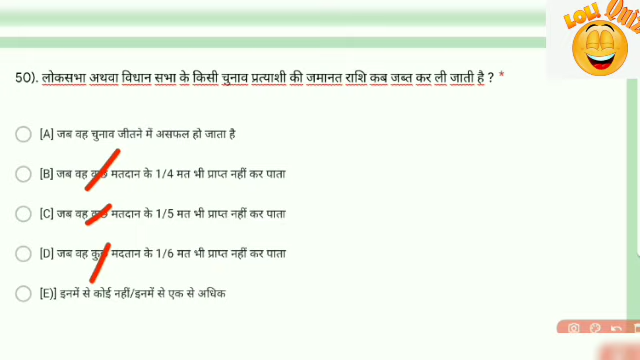 LOL! Quiz
50). लोकसभा अथवा विधान सभा के किसी चुनाव प्रत्याशी की जमानत राशि कब जब्त कर ली जाती है ? *
[A] जब वह चुनाव जीतने में असफल हो जाता है
[B] जब वह मतदान के 1/4 मत भी प्राप्त नहीं कर पाता
[C] जब वह मतदान के 1/5 मत भी प्राप्त नहीं कर पाता
[D] जब वह कुल मदतान के 1/6 मत भी प्राप्त नहीं कर पाता
[E)] इनमें से कोई नहीं/इनमें से एक से अधिक